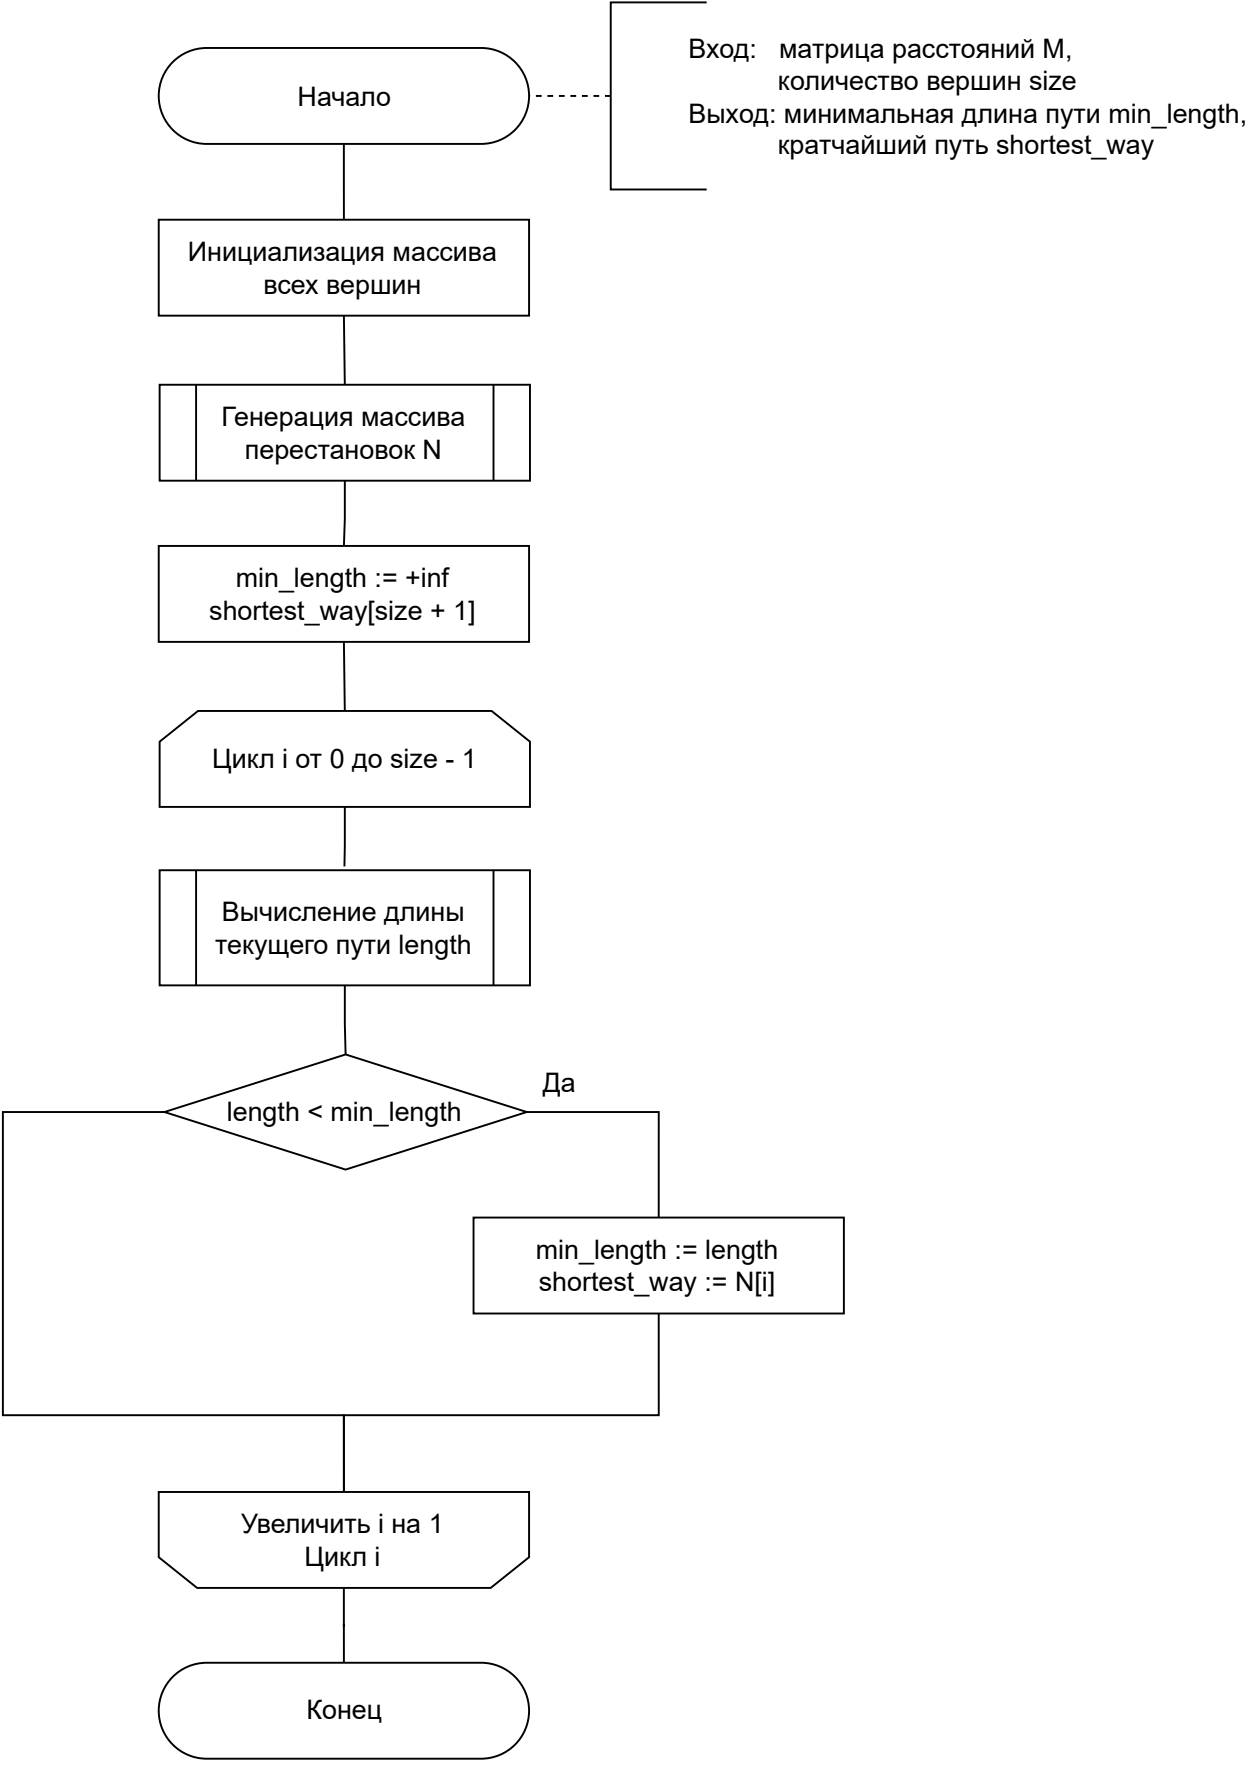 Начало
Вход: матрица расстояний M,
количество вершин size
Выход: минимальная длина пути min_length,
кратчайший путь shortest_way
Инициализация массива
всех вершин
Генерация массива
перестановок N
min_length := +inf
shortest_way[size + 1]
Цикл i от 0 до size - 1
Вычисление длины
текущего пути length
Да
length < min_length
min_length := length
shortest_way := N[i]
Увеличить i на 1
Цикл i
Конец